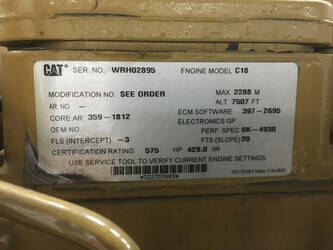 CAT SER. NO. WRH02895 ENGINE MODEL C18
MODIFICATION NO. SEE ORDER MAX 2288 M
ALT 7507 FT
AR NO. – ECM SOFTWARE 397-2695
CORE AR 359-1812 ELECTRONICS GP
OEM NO. PERF. SPEC 0K-4930
FLS (INTERCEPT) -3 FTS (SLOPE) 20
CERTIFICATION RATING 575 HP 429.0 kW
USE SERVICE TOOL TO VERIFY CURRENT ENGINE SETTINGS.